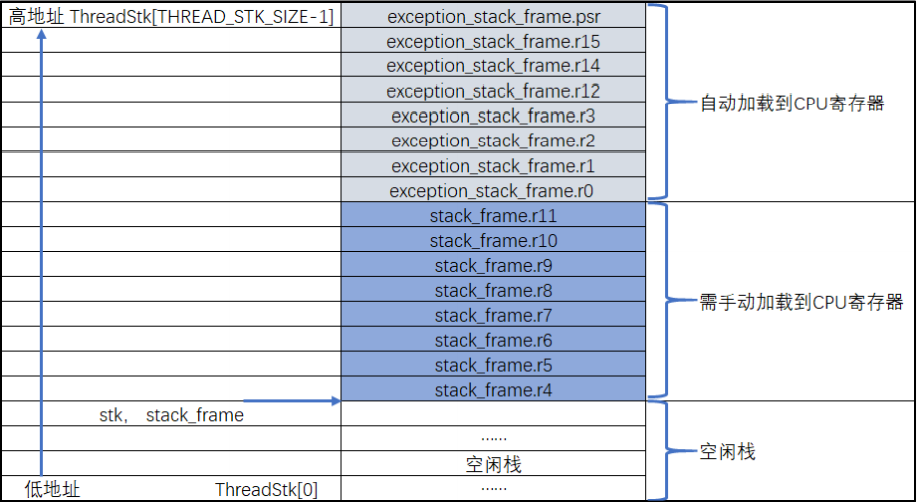 高地址 ThreadStk[THREAD_STK_SIZE-1]
exception_stack_frame.psr
exception_stack_frame.r15
exception_stack_frame.r14
exception_stack_frame.r12
exception_stack_frame.r3
exception_stack_frame.r2
exception_stack_frame.r1
exception_stack_frame.r0
自动加载到CPU寄存器
stack_frame.r11
stack_frame.r10
stack_frame.r9
stack_frame.r8
stack_frame.r7
stack_frame.r6
stack_frame.r5
stack_frame.r4
需手动加载到CPU寄存器
stk, stack_frame
......
空闲栈
......
空闲栈
低地址 ThreadStk[0]